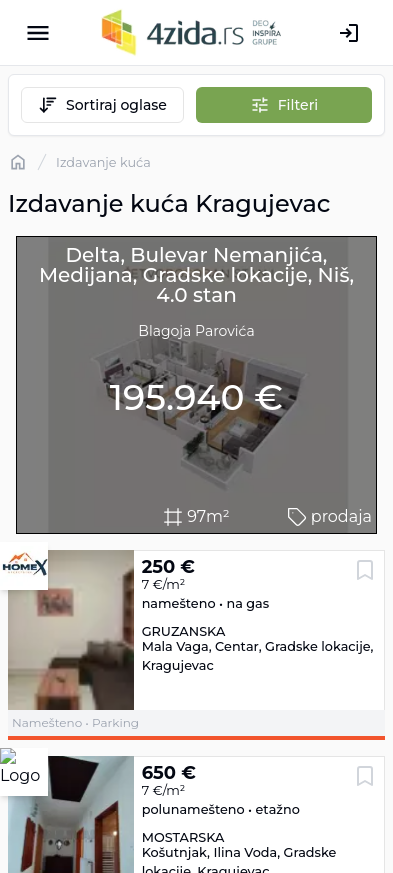 4zida.rs
DEO
INSPIRA
GRUPE
Sortiraj oglase
Filteri
/
Izdavanje kuća
Izdavanje kuća Kragujevac
Delta, Bulevar Nemanjića,
Medijana, Gradske lokacije, Niš,
4.0 stan
Blagoja Parovića
195.940 €
97m²
prodaja
HOMEX
250 €
7 €/m²
namešteno • na gas
GRUZANSKA
Mala Vaga, Centar, Gradske lokacije,
Kragujevac
Namešteno • Parking
Logo
650 €
7 €/m²
polunamešteno • etažno
MOSTARSKA
Košutnjak, Ilina Voda, Gradske
lokacije, Kragujevac